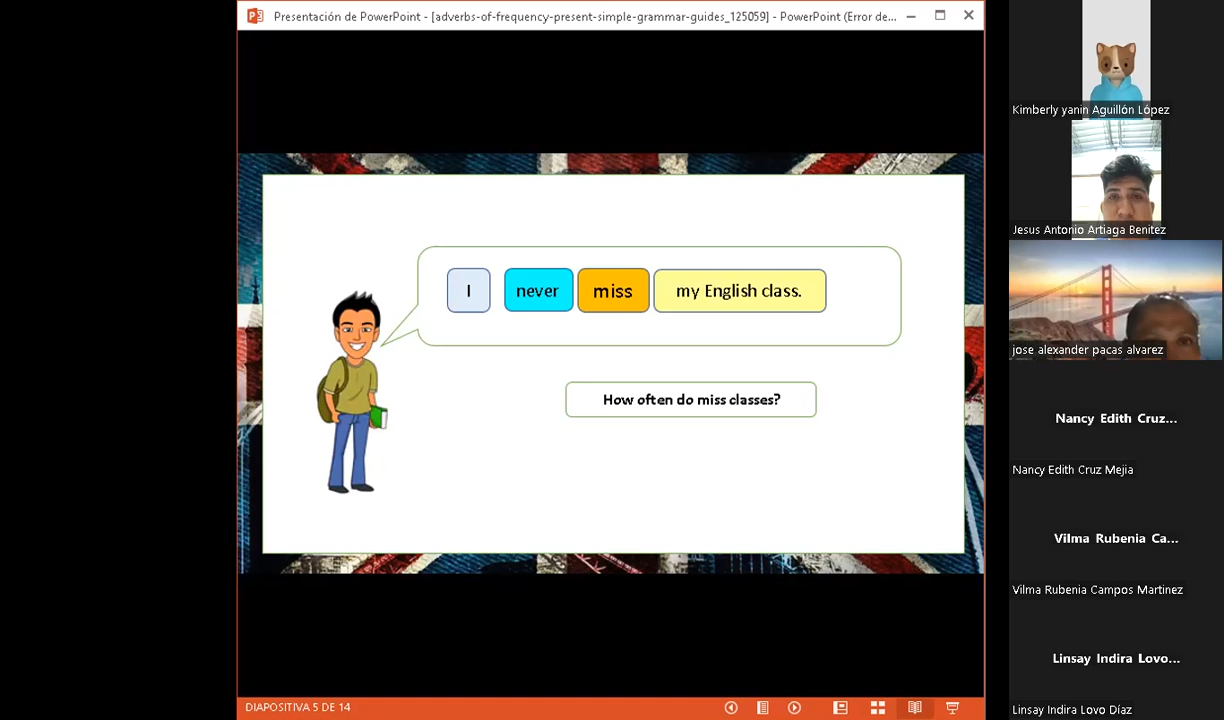 Presentación de PowerPoint - [adverbs-of-frequency-present-simple-grammar-guides_125059] - PowerPoint (Error de...
I never miss my English class.
How often do miss classes?
DIAPOSITIVA 5 DE 14
Kimberly yanin Aguillón López
Jesus Antonio Artiaga Benitez
jose alexander pacas alvarez
Nancy Edith Cruz...
Nancy Edith Cruz Mejia
Vilma Rubenia Ca...
Vilma Rubenia Campos Martinez
Linsay Indira Lovo...
Linsay Indira Lovo Díaz